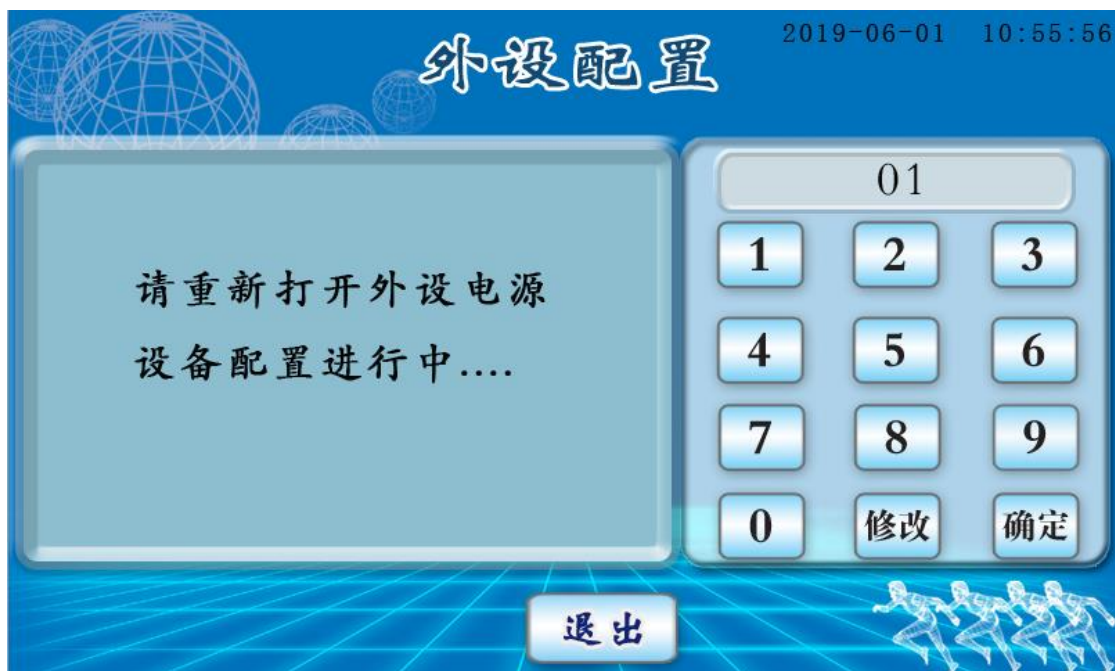 外设配置
2019-06-01 10:55:56
请重新打开外设电源
设备配置进行中....
01
1 2 3
4 5 6
7 8 9
0 修改 确定
退出